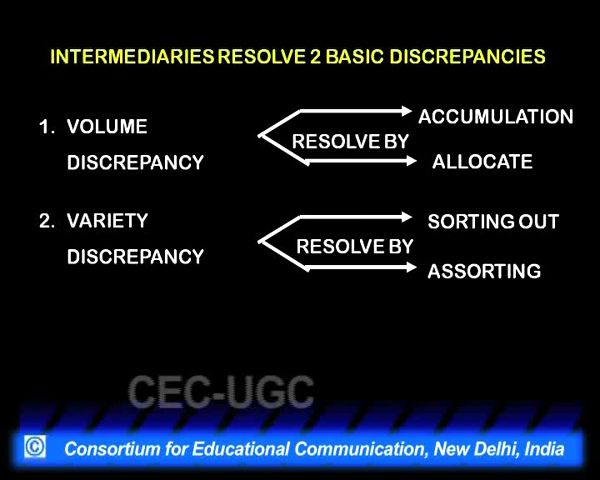 INTERMEDIARIES RESOLVE 2 BASIC DISCREPANCIES
1. VOLUME DISCREPANCY
RESOLVE BY
ACCUMULATION
ALLOCATE
2. VARIETY DISCREPANCY
RESOLVE BY
SORTING OUT
ASSORTING
CEC-UGC
© Consortium for Educational Communication, New Delhi, India